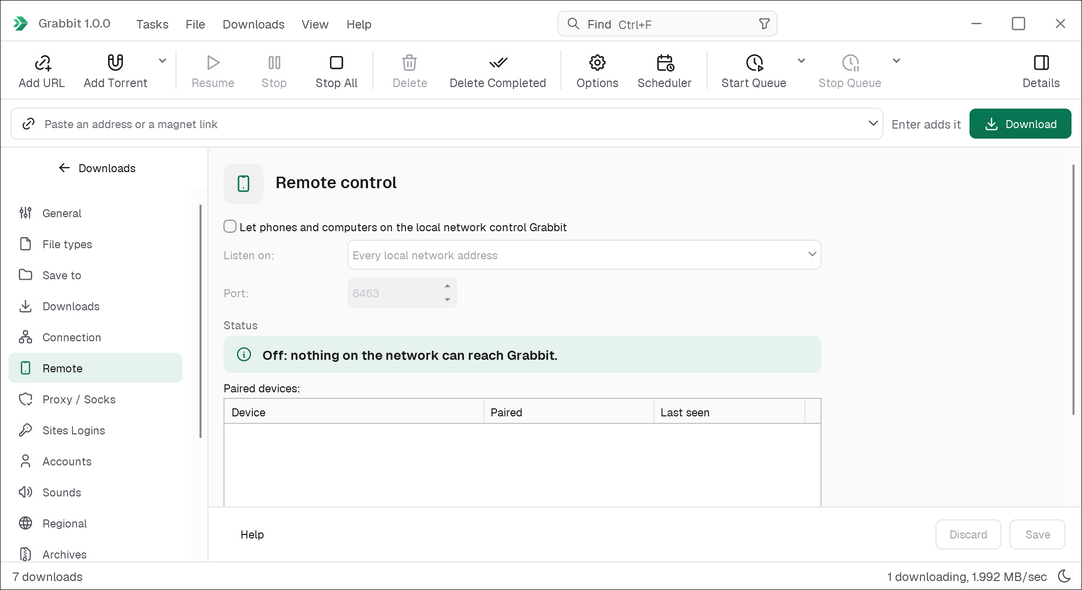 Grabbit 1.0.0 Tasks File Downloads View Help Find Ctrl+F
Add URL Add Torrent Resume Stop Stop All Delete Delete Completed Options Scheduler Start Queue Stop Queue Details
Paste an address or a magnet link Enter adds it Download
Downloads
General
File types
Save to
Downloads
Connection
Remote
Proxy / Socks
Sites Logins
Accounts
Sounds
Regional
Archives
Remote control
Let phones and computers on the local network control Grabbit
Listen on: Every local network address
Port: 8463
Status
Off: nothing on the network can reach Grabbit.
Paired devices:
Device Paired Last seen
Help Discard Save
7 downloads 1 downloading, 1.992 MB/sec